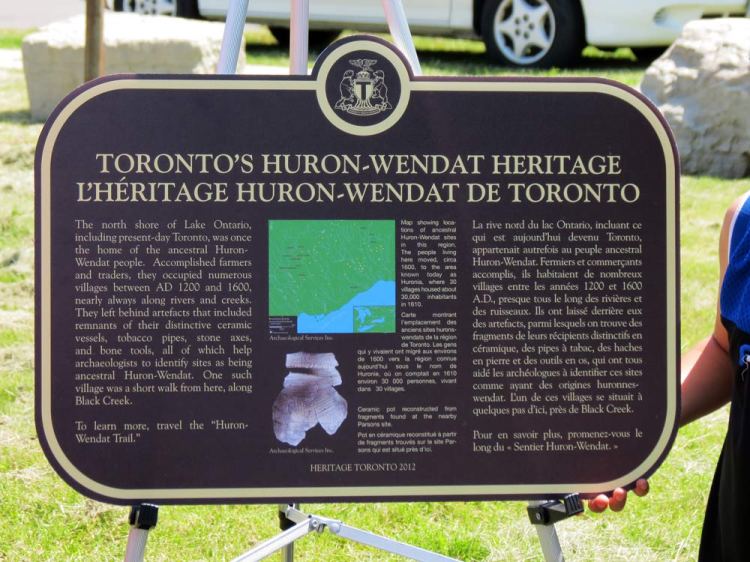 T
TORONTO'S HURON-WENDAT HERITAGE
L'HÉRITAGE HURON-WENDAT DE TORONTO
The north shore of Lake Ontario,
including present-day Toronto, was once
the home of the ancestral Huron-
Wendat people. Accomplished farmers
and traders, they occupied numerous
villages between AD 1200 and 1600,
nearly always along rivers and creeks.
They left behind artefacts that included
remnants of their distinctive ceramic
vessels, tobacco pipes, stone axes,
and bone tools, all of which help
archaeologists to identify sites as being
ancestral Huron-Wendat. One such
village was a short walk from here, along
Black Creek.
To learn more, travel the "Huron-
Wendat Trail."
Archaeological Services Inc.
Archaeological Services Inc.
Map showing loca-
tions of ancestral
Huron-Wendat sites
in this region.
The people living
here moved, circa
1600, to the area
known today as
Huronia, where 30
villages housed about
30,000 inhabitants
in 1610.
Carte montrant
l'emplacement des
anciens sites hurons-
wendats de la région
de Toronto. Les gens
qui y vivaient ont migré aux environs
de 1600 vers la région connue
aujourd'hui sous le nom de
Huronie, où on comptait en 1610
environ 30 000 personnes, vivant
dans 30 villages.
Ceramic pot reconstructed from
fragments found at the nearby
Parsons site.
Pot en céramique reconstitué à partir
de fragments trouvés sur le site Par-
sons qui est situé près d'ici.
La rive nord du lac Ontario, incluant ce
qui est aujourd'hui devenu Toronto,
appartenait autrefois au peuple ancestral
Huron-Wendat. Fermiers et commerçants
accomplis, ils habitaient de nombreux
villages entre les années 1200 et 1600
A.D., presque tous le long des rivières et
des ruisseaux. Ils ont laissé derrière eux
des artefacts, parmi lesquels on trouve des
fragments de leurs récipients distinctifs en
céramique, des pipes à tabac, des haches
en pierre et des outils en os, qui ont tous
aidé les archéologues à identifier ces sites
comme ayant des origines huronnes-
wendat. L'un de ces villages se situait à
quelques pas d'ici, près de Black Creek.
Pour en savoir plus, promenez-vous le
long du « Sentier Huron-Wendat. »
HERITAGE TORONTO 2012